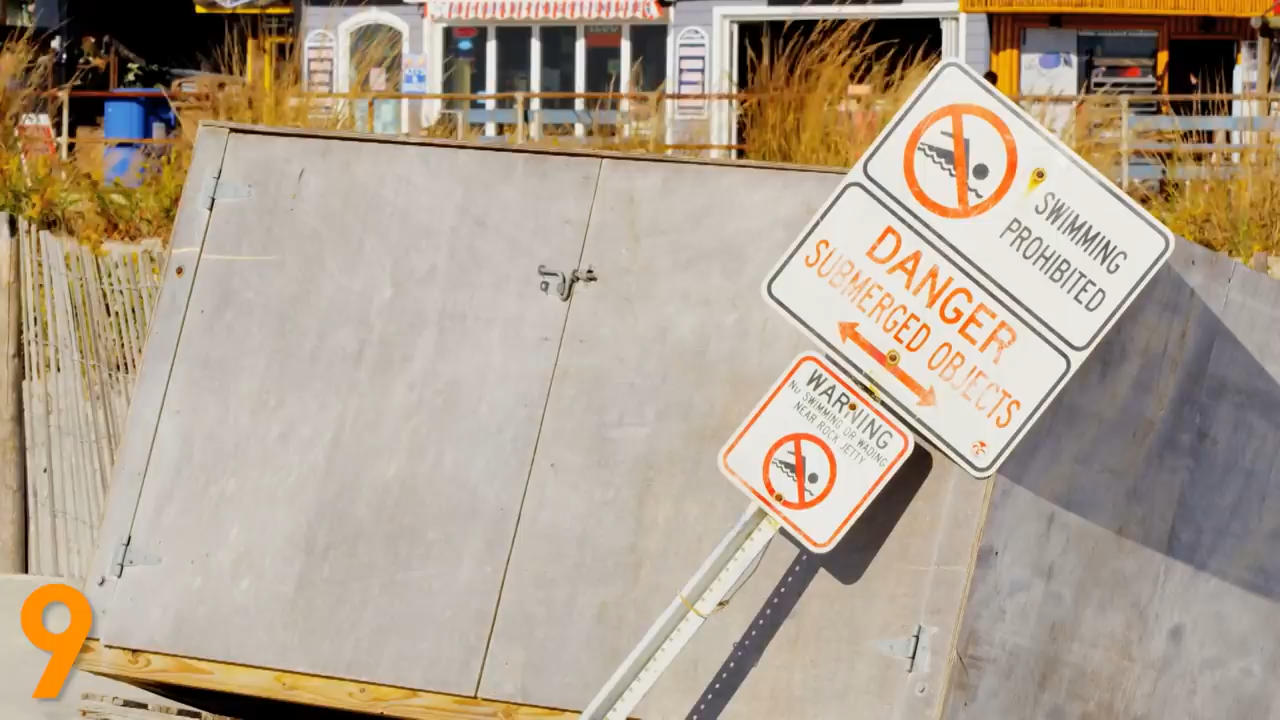 SWIMMING
PROHIBITED
DANGER
SUBMERGED OBJECTS
WARNING
NO SWIMMING OR WADING
NEAR ROCK JETTY
9